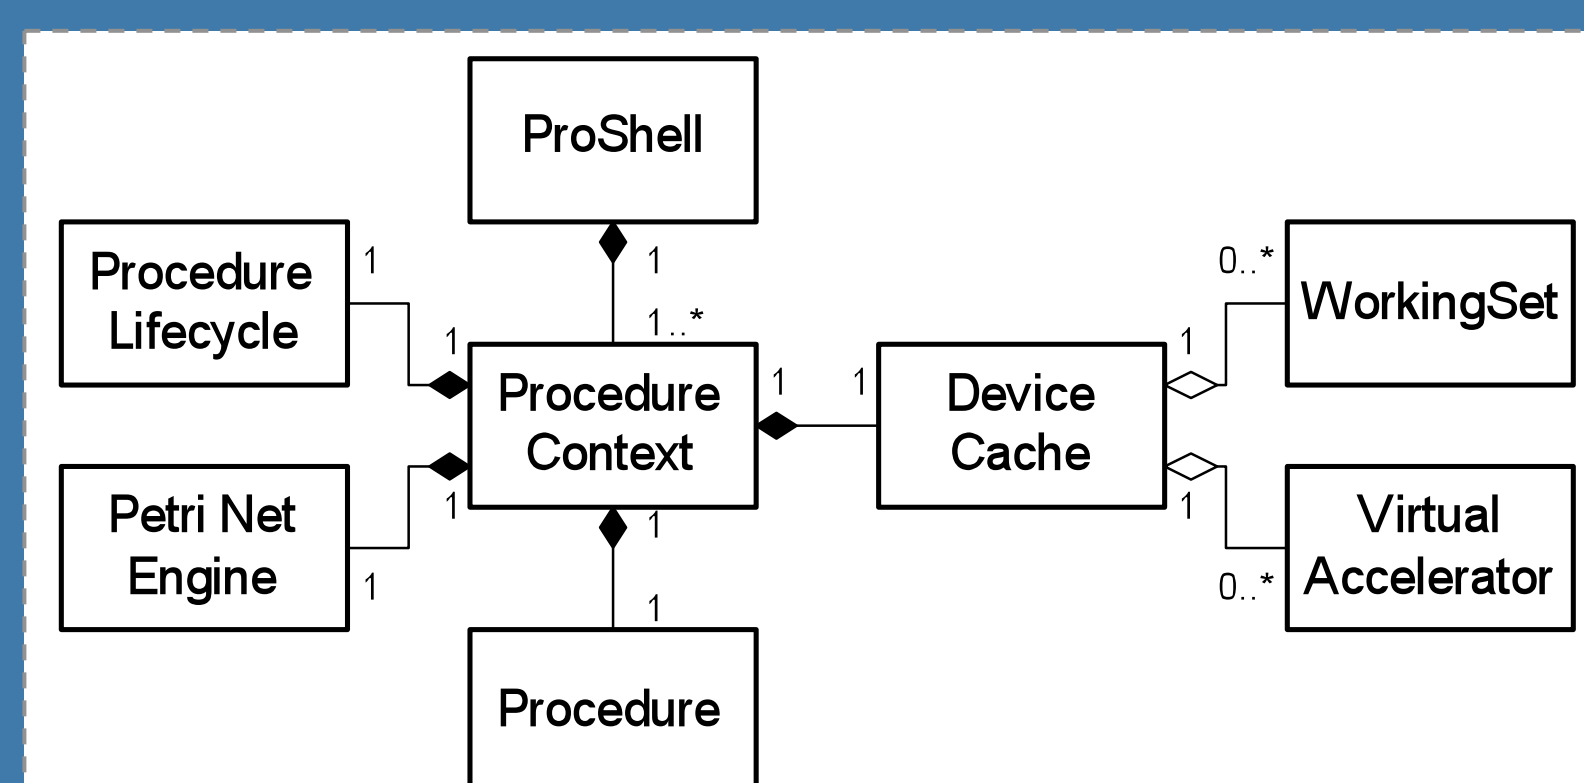 ProShell
1
1..*
Procedure
Lifecycle
1
1
Petri Net
Engine
1
1
Procedure
Context
1
1
1
1
Procedure
Device
Cache
1
0..*
WorkingSet
1
0..*
Virtual
Accelerator